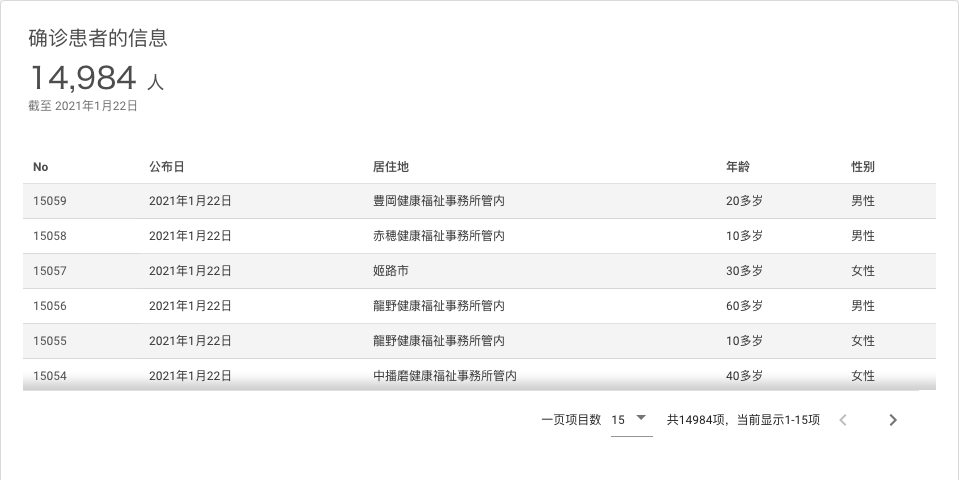 确诊患者的信息
14,984 人
截至 2021年1月22日
No 公布日 居住地 年龄 性别
15059 2021年1月22日 豊岡健康福祉事務所管内 20多岁 男性
15058 2021年1月22日 赤穂健康福祉事務所管内 10多岁 男性
15057 2021年1月22日 姫路市 30多岁 女性
15056 2021年1月22日 龍野健康福祉事務所管内 60多岁 男性
15055 2021年1月22日 龍野健康福祉事務所管内 10多岁 女性
15054 2021年1月22日 中播磨健康福祉事務所管内 40多岁 女性
一页项目数 15 共14984项，当前显示1-15项